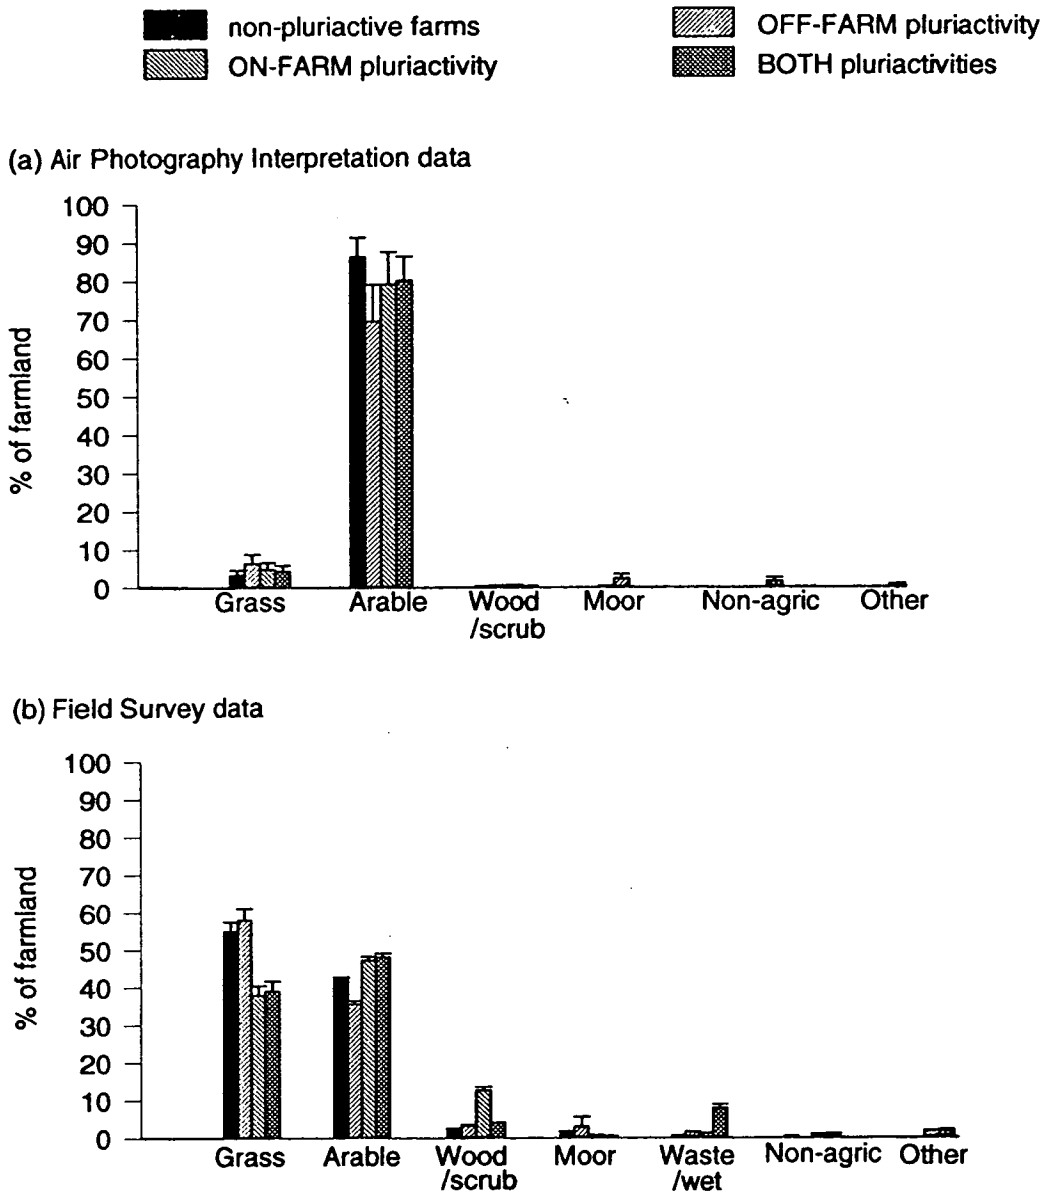 non-pluriactive farms
OFF-FARM pluriactivity
ON-FARM pluriactivity
BOTH pluriactivities
(a) Air Photography Interpretation data
% of farmland
100
90
80
70
60
50
40
30
20
10
0
Grass Arable Wood Moor Non-agric Other
/scrub
(b) Field Survey data
% of farmland
100
90
80
70
60
50
40
30
20
10
0
Grass Arable Wood Moor Waste Non-agric Other
/scrub /wet